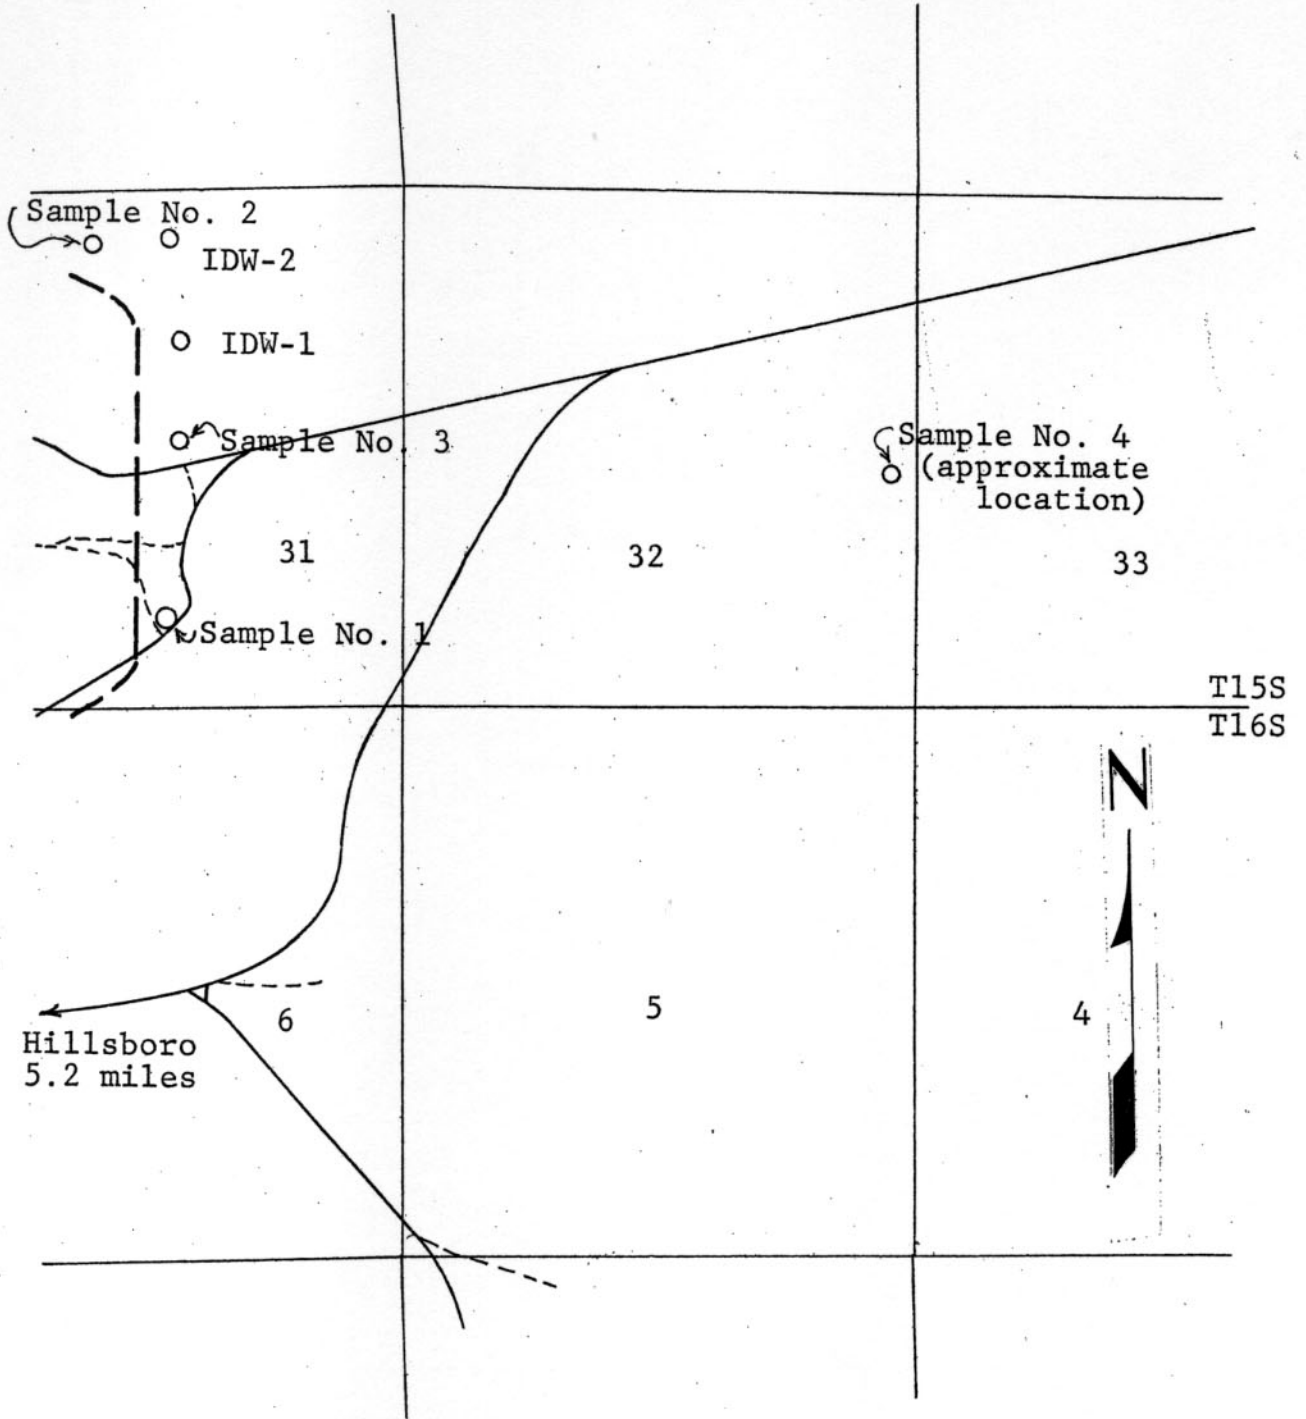 Sample No. 2
IDW-2
IDW-1
Sample No. 3
Sample No. 4
(approximate
location)
31
32
33
Sample No. 1
T15S
T16S
N
6
5
4
Hillsboro
5.2 miles